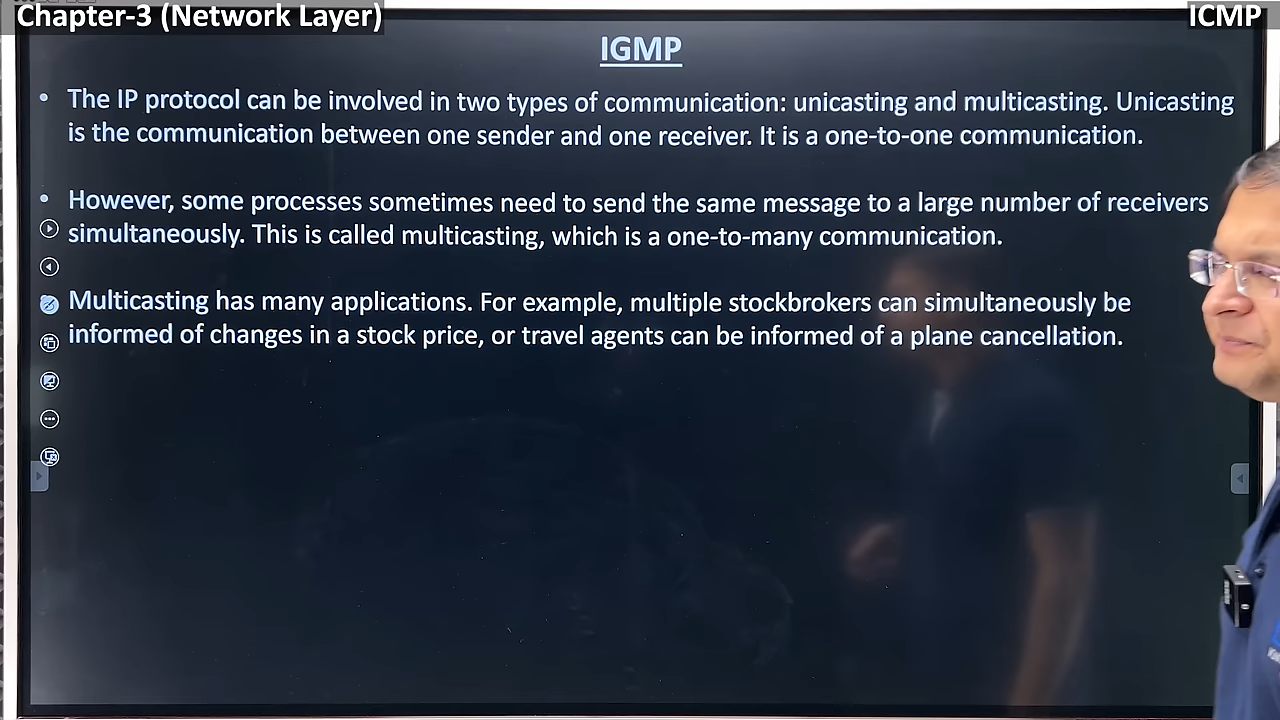 Chapter-3 (Network Layer)
ICMP
IGMP
• The IP protocol can be involved in two types of communication: unicasting and multicasting. Unicasting
is the communication between one sender and one receiver. It is a one-to-one communication.
• However, some processes sometimes need to send the same message to a large number of receivers
simultaneously. This is called multicasting, which is a one-to-many communication.
Multicasting has many applications. For example, multiple stockbrokers can simultaneously be
informed of changes in a stock price, or travel agents can be informed of a plane cancellation.